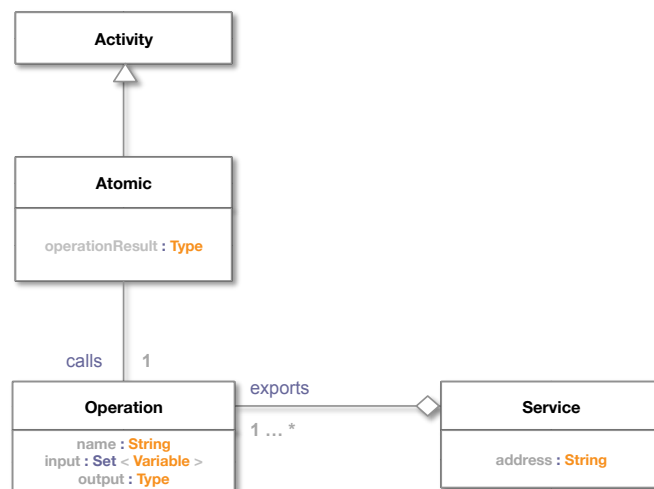 Activity
Atomic
operationResult : Type
calls 1
exports
Operation
Service
1 ... *
name : String
input : Set < Variable >
output : Type
address : String